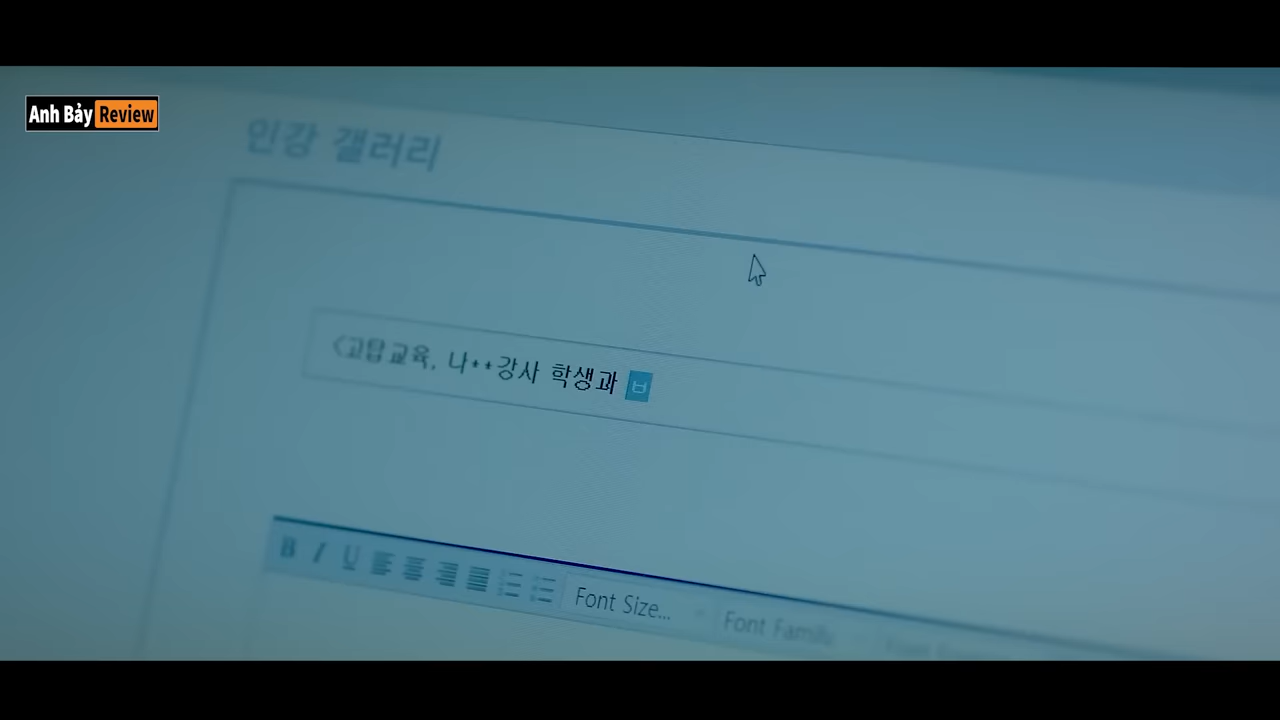 Anh Bảy Review
인강 갤러리
<고탑교육, 나**강사 학생과 ㅂ
B I U
Font Size...
Font Family